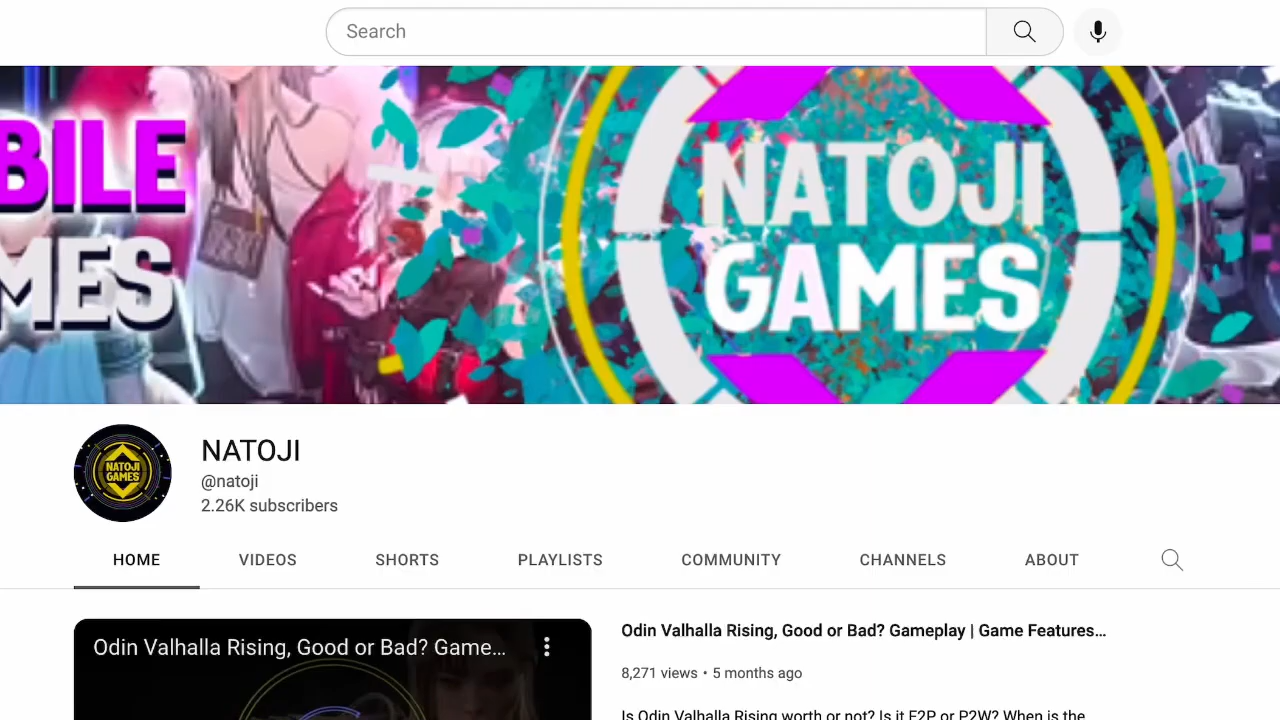 Search
BILE
MES
NATOJI
GAMES
NATOJI
GAMES
NATOJI
@natoji
2.26K subscribers
HOME
VIDEOS
SHORTS
PLAYLISTS
COMMUNITY
CHANNELS
ABOUT
Odin Valhalla Rising, Good or Bad? Game...
Odin Valhalla Rising, Good or Bad? Gameplay | Game Features...
8,271 views • 5 months ago
Is Odin Valhalla Rising worth or not? Is it F2P or P2W? When is the